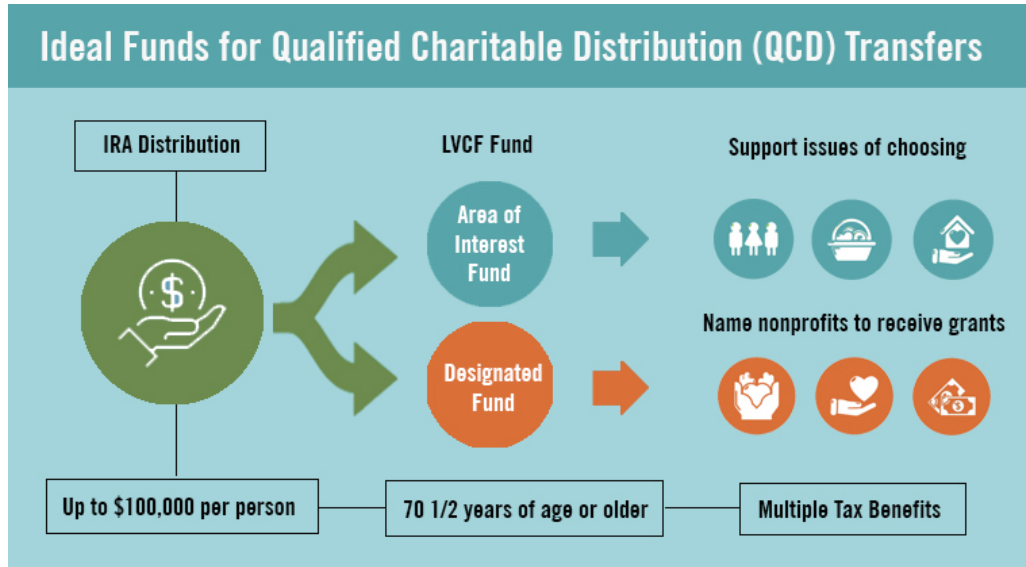 Ideal Funds for Qualified Charitable Distribution (QCD) Transfers
IRA Distribution
LVCF Fund
Support issues of choosing
$
Area of
Interest
Fund
Name nonprofits to receive grants
Designated
Fund
$
Up to $100,000 per person
70 1/2 years of age or older
Multiple Tax Benefits